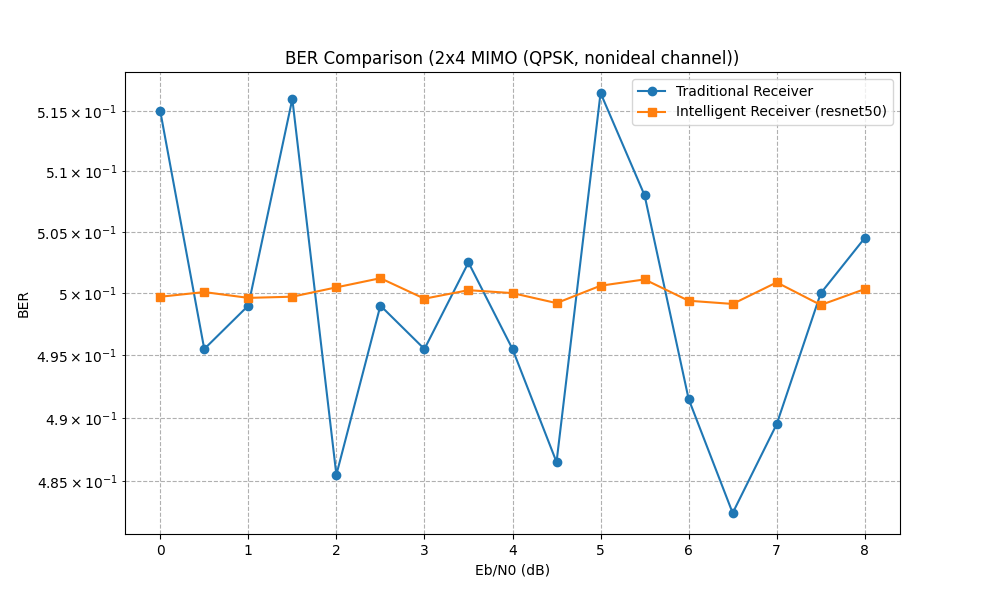 BER Comparison (2x4 MIMO (QPSK, nonideal channel))
Traditional Receiver
Intelligent Receiver (resnet50)
BER
5.15 × 10⁻¹
5.1 × 10⁻¹
5.05 × 10⁻¹
5 × 10⁻¹
4.95 × 10⁻¹
4.9 × 10⁻¹
4.85 × 10⁻¹
0 1 2 3 4 5 6 7 8
Eb/N0 (dB)